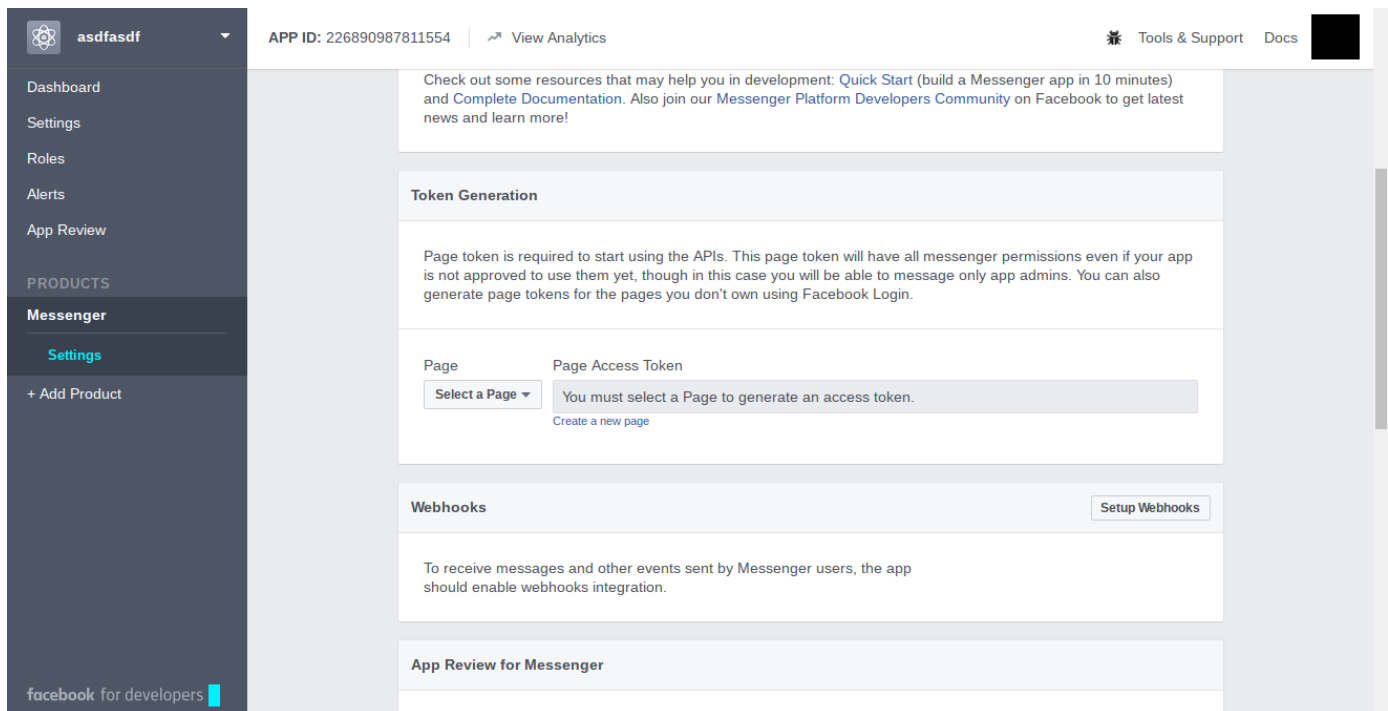 asdfasdf
APP ID: 226890987811554
View Analytics
Tools & Support
Docs
Dashboard
Settings
Roles
Alerts
App Review
PRODUCTS
Messenger
Settings
+ Add Product
facebook for developers
Check out some resources that may help you in development: Quick Start (build a Messenger app in 10 minutes)
and Complete Documentation. Also join our Messenger Platform Developers Community on Facebook to get latest
news and learn more!
Token Generation
Page token is required to start using the APIs. This page token will have all messenger permissions even if your app
is not approved to use them yet, though in this case you will be able to message only app admins. You can also
generate page tokens for the pages you don't own using Facebook Login.
Page
Page Access Token
Select a Page
You must select a Page to generate an access token.
Create a new page
Webhooks
Setup Webhooks
To receive messages and other events sent by Messenger users, the app
should enable webhooks integration.
App Review for Messenger